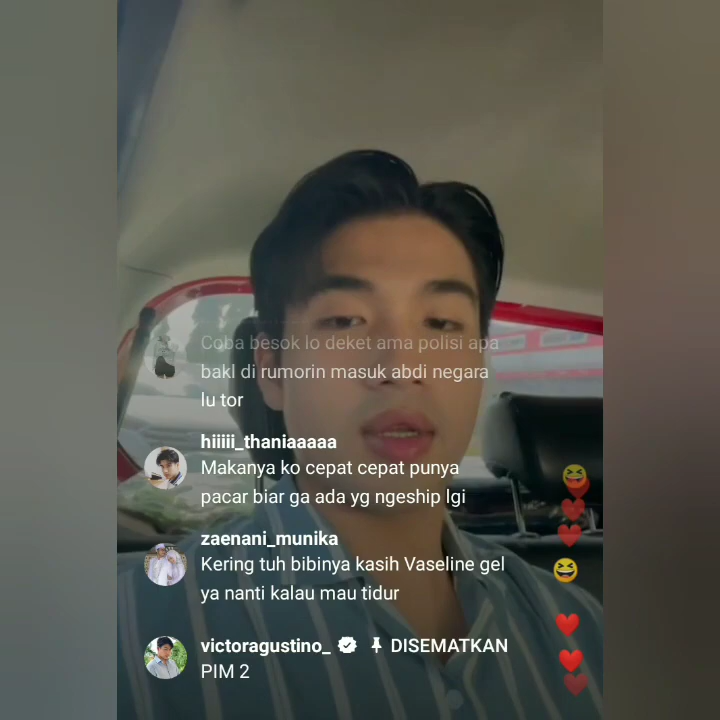 Coba besok lo deket ama polisi apa
bakl di rumorin masuk abdi negara
lu tor
hiiiii_thaniaaaaa
Makanya ko cepat cepat punya
pacar biar ga ada yg ngeship lgi
zaenani_munika
Kering tuh bibinya kasih Vaseline gel
ya nanti kalau mau tidur
victoragustino_ DISEMATKAN
PIM 2